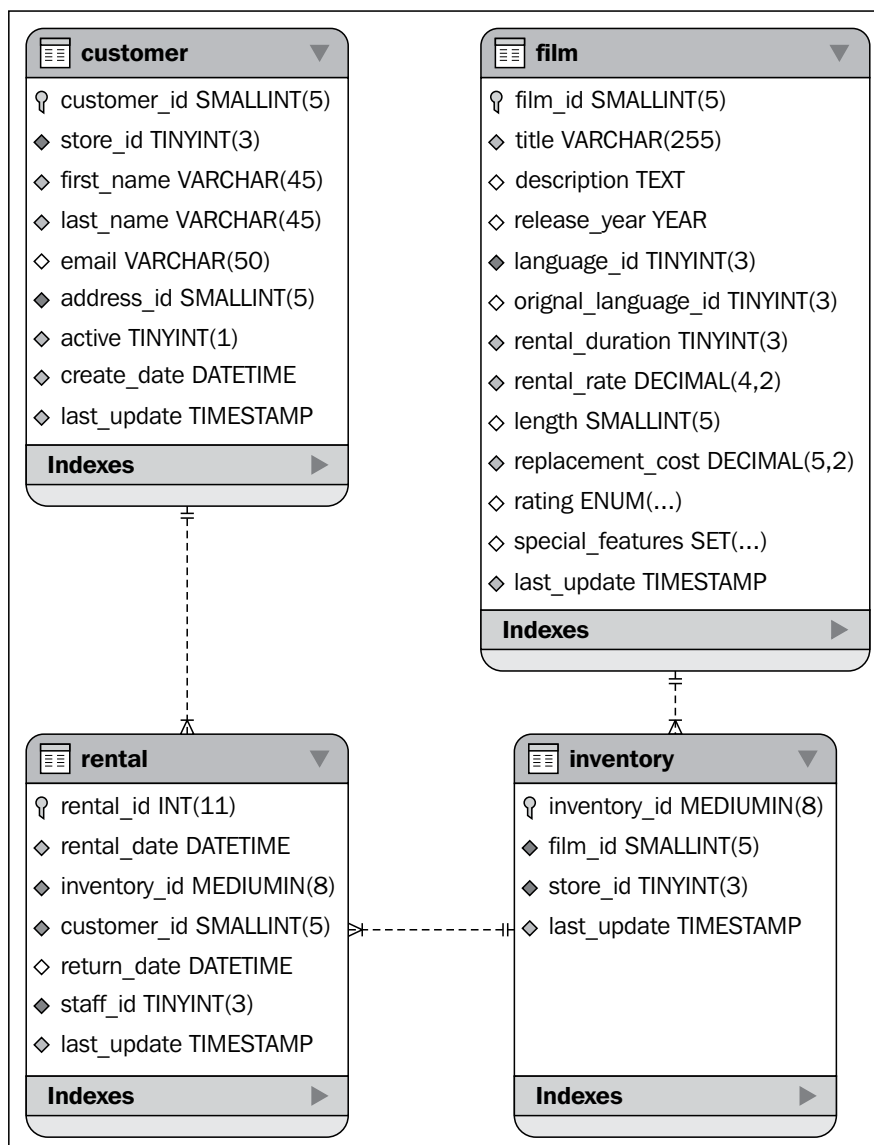 customer
customer_id SMALLINT(5)
store_id TINYINT(3)
first_name VARCHAR(45)
last_name VARCHAR(45)
email VARCHAR(50)
address_id SMALLINT(5)
active TINYINT(1)
create_date DATETIME
last_update TIMESTAMP
Indexes
film
film_id SMALLINT(5)
title VARCHAR(255)
description TEXT
release_year YEAR
language_id TINYINT(3)
orignal_language_id TINYINT(3)
rental_duration TINYINT(3)
rental_rate DECIMAL(4,2)
length SMALLINT(5)
replacement_cost DECIMAL(5,2)
rating ENUM(...)
special_features SET(...)
last_update TIMESTAMP
Indexes
rental
rental_id INT(11)
rental_date DATETIME
inventory_id MEDIUMIN(8)
customer_id SMALLINT(5)
return_date DATETIME
staff_id TINYINT(3)
last_update TIMESTAMP
Indexes
inventory
inventory_id MEDIUMIN(8)
film_id SMALLINT(5)
store_id TINYINT(3)
last_update TIMESTAMP
Indexes